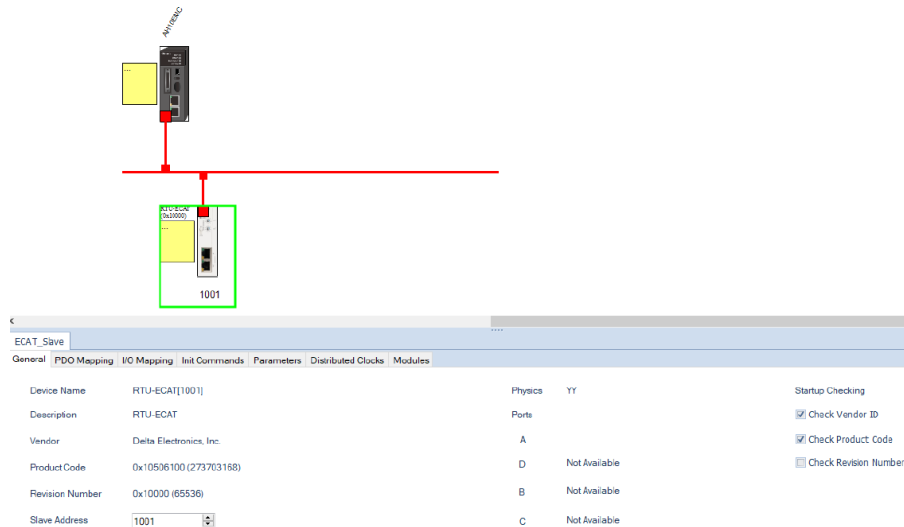 AH10EMC
...
RTU-ECAT
(0x10000)
...
1001
ECAT_Slave
General PDO Mapping I/O Mapping Init Commands Parameters Distributed Clocks Modules
Device Name RTU-ECAT[1001] Physics YY Startup Checking
Description RTU-ECAT Ports Check Vendor ID
Vendor Delta Electronics, Inc. A Check Product Code
Product Code 0x10506100 (273703168) D Not Available Check Revision Number
Revision Number 0x10000 (65536) B Not Available
Slave Address 1001 C Not Available